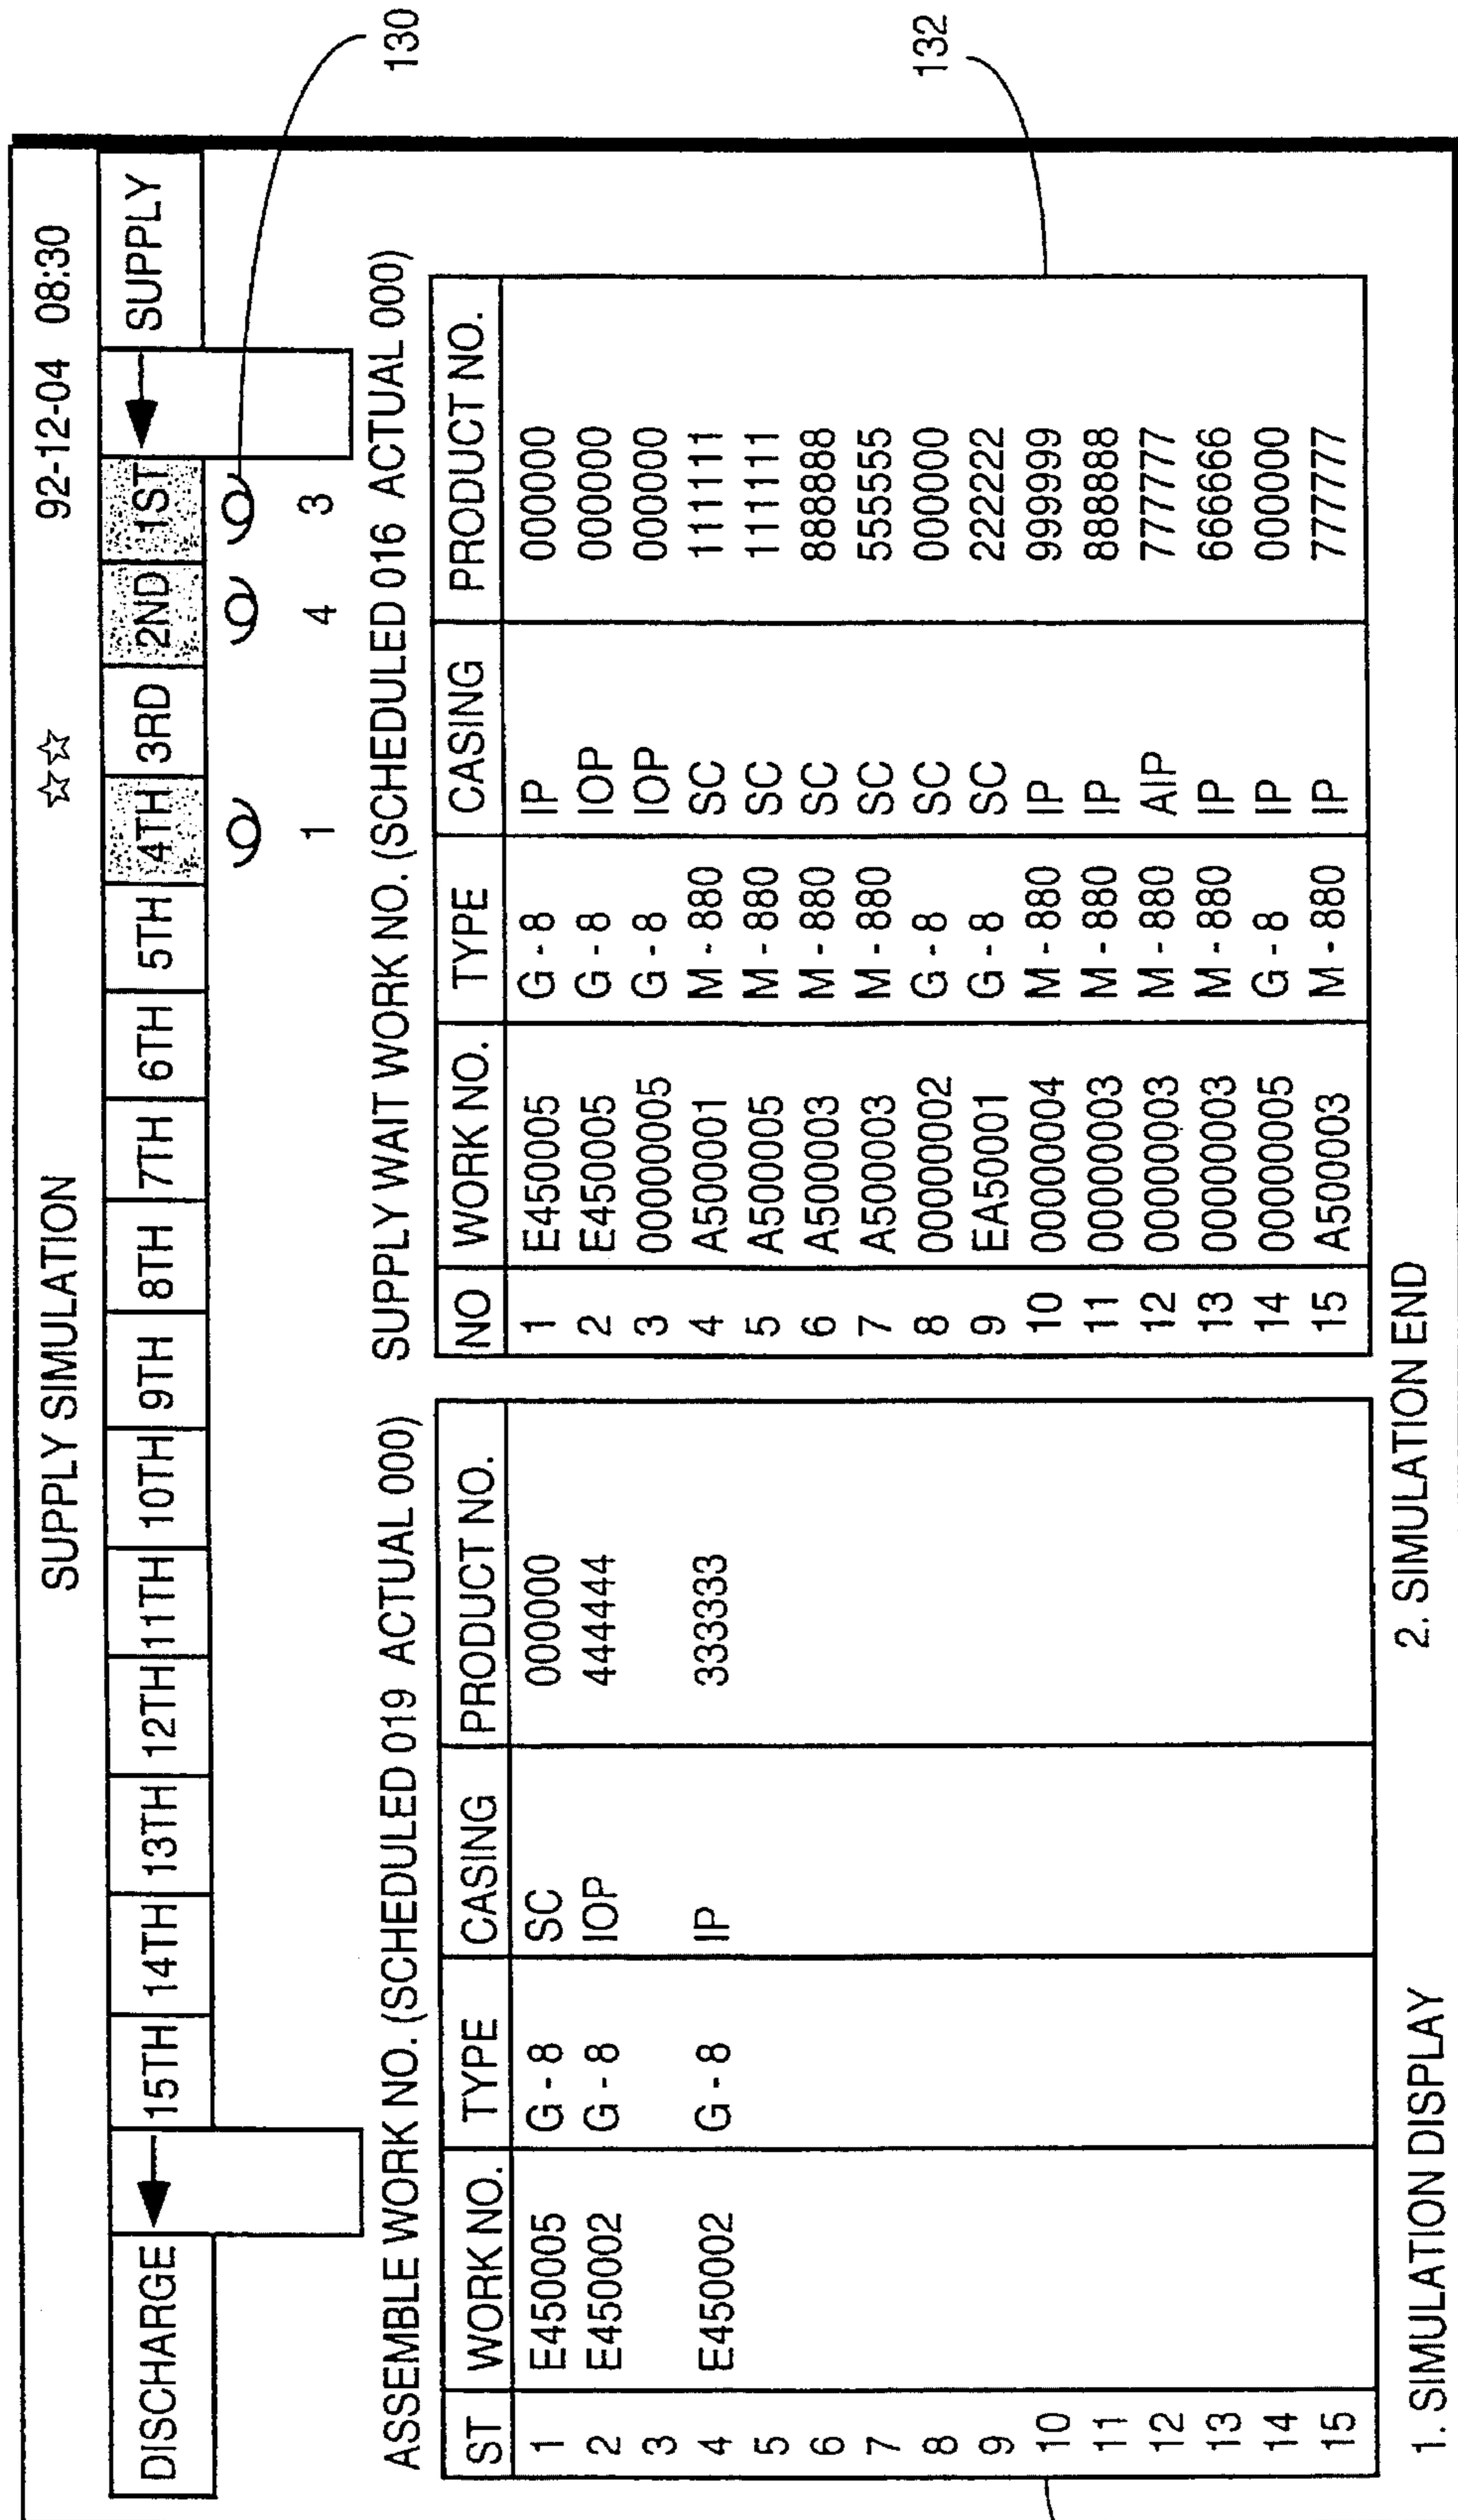 SUPPLY SIMULATION ☆☆ 92-12-04 08:30
DISCHARGE 15TH 14TH 13TH 12TH 11TH 10TH 9TH 8TH 7TH 6TH 5TH 4TH 3RD 2ND 1ST SUPPLY
1 4 3
130
ASSEMBLE WORK NO. (SCHEDULED 019 ACTUAL 000)
ST WORK NO. TYPE CASING PRODUCT NO.
1 E450005 G-8 SC 000000
2 E450002 G-8 IOP 444444
3
4 E450002 G-8 IP 333333
5
6
7
8
9
10
11
12
13
14
15
SUPPLY WAIT WORK NO. (SCHEDULED 016 ACTUAL 000)
NO WORK NO. TYPE CASING PRODUCT NO.
1 E450005 G-8 IP 000000
2 E450005 G-8 IOP 000000
3 00000005 G-8 IOP 000000
4 A500001 M-880 SC 111111
5 A500005 M-880 SC 111111
6 A500003 M-880 SC 888888
7 A500003 M-880 SC 555555
8 00000002 G-8 SC 000000
9 EA50001 G-8 SC 222222
10 00000004 M-880 IP 999999
11 00000003 M-880 IP 888888
12 00000003 M-880 AIP 777777
13 00000003 M-880 IP 666666
14 00000005 G-8 IP 000000
15 A500003 M-880 IP 777777
132
1. SIMULATION DISPLAY 2. SIMULATION END